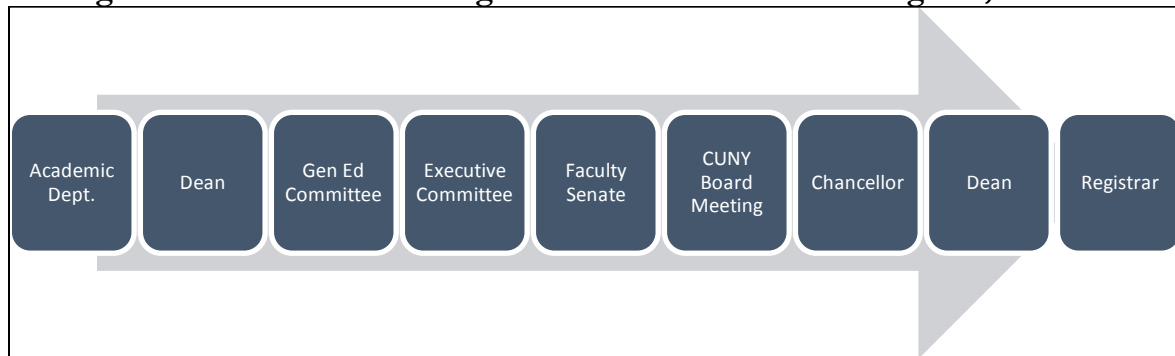 Academic
Dept.
Dean
Gen Ed
Committee
Executive
Committee
Faculty
Senate
CUNY
Board
Meeting
Chancellor
Dean
Registrar